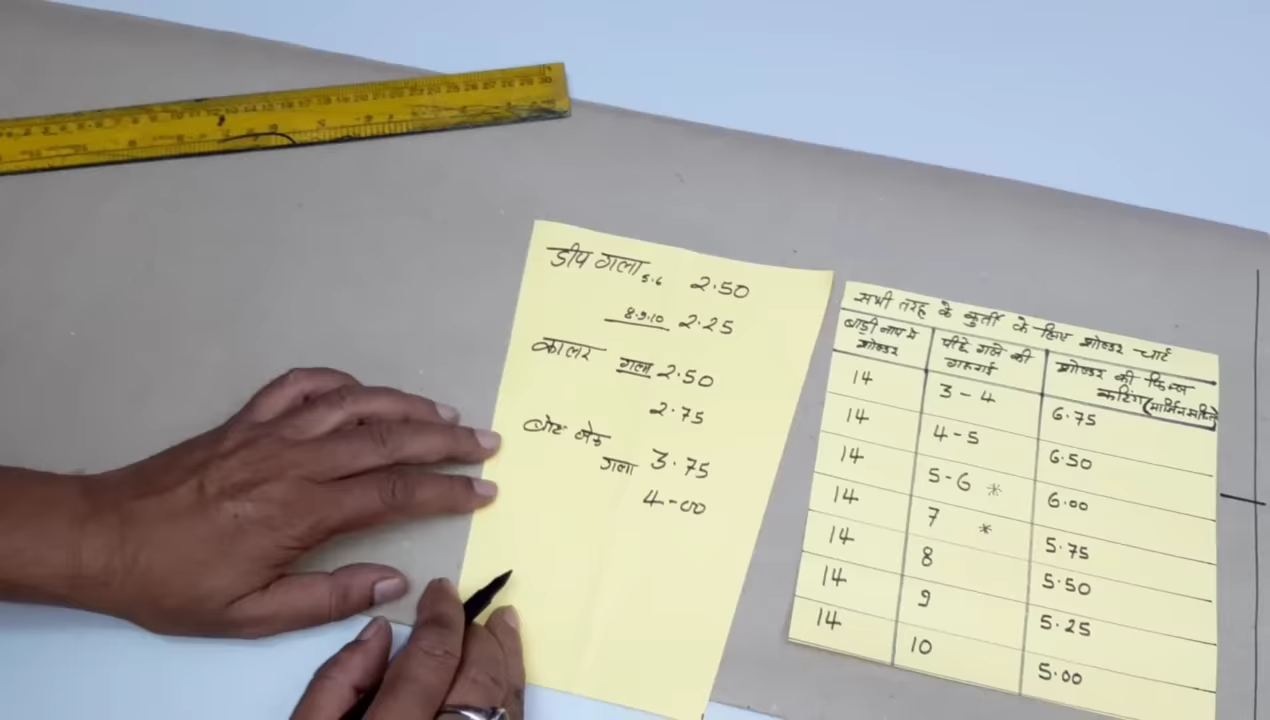 डीप गला 5.6 2.50
8.9.10 2.25
कालर गला 2.50
2.75
बोट नेक
गला 3.75
4-00
सभी तरह के कुर्ती के लिए शोल्डर चार्ट
बाड़ी नाप मे शोल्डर
पीछे गले की गहराई
शोल्डर की फिनिश कटिंग (मार्जिन सहित)
14 3-4 6.75
14 4-5 6.50
14 5-6 * 6.00
14 7 * 5.75
14 8 5.50
14 9 5.25
14 10 5.00